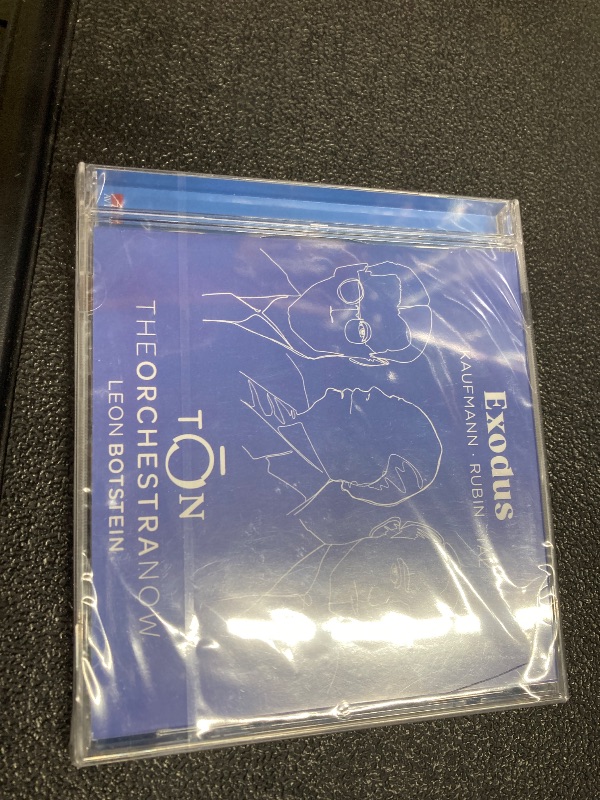 Exodus
KAUFMANN · RUBIN
TŌN
THE ORCHESTRA NOW
LEON BOTSTEIN